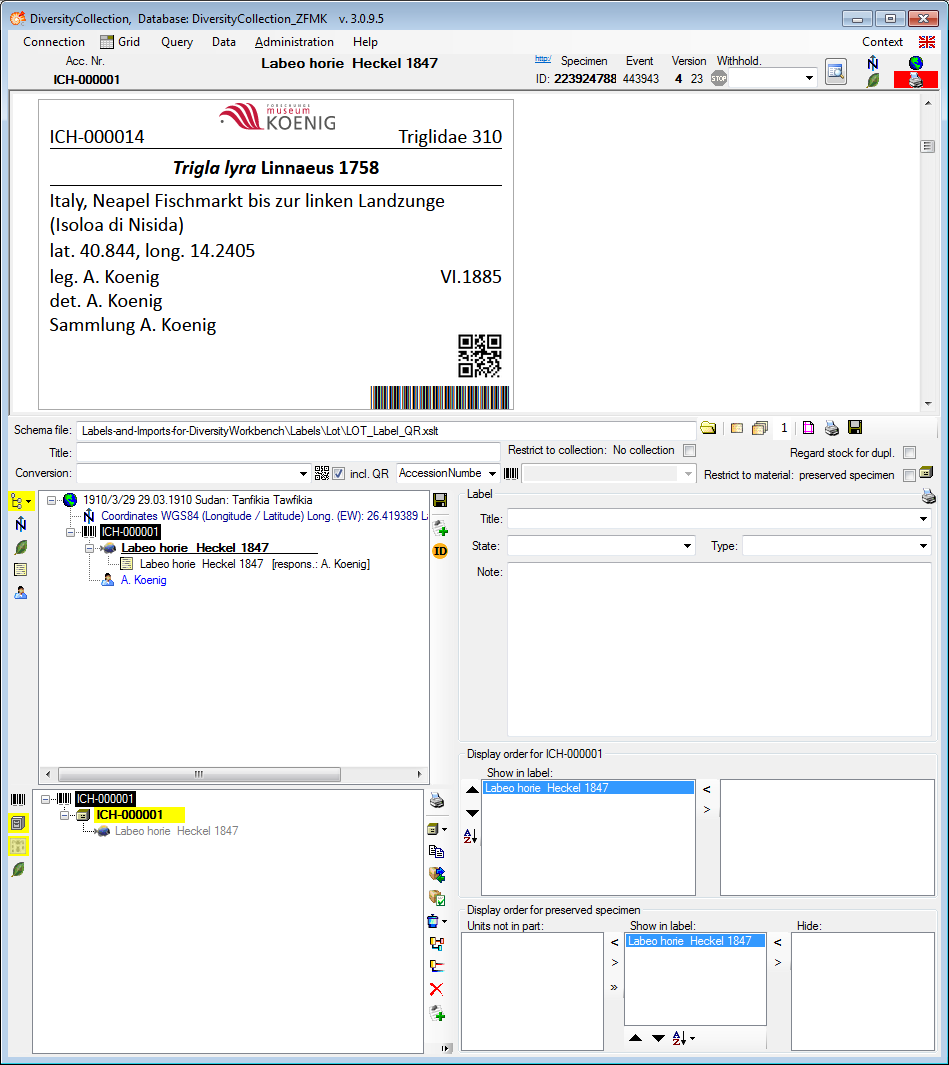 DiversityCollection, Database: DiversityCollection_ZFMK v. 3.0.9.5
Connection Grid Query Data Administration Help Context
Acc. Nr. Labeo horie Heckel 1847 http:/ Specimen Event Version Withhold.
ICH-000001 ID: 223924788 443943 4 23 STOP
FORSCHUNGS
museum
KOENIG
ICH-000014 Triglidae 310
Trigla lyra Linnaeus 1758
Italy, Neapel Fischmarkt bis zur linken Landzunge
(Isoloa di Nisida)
lat. 40.844, long. 14.2405
leg. A. Koenig VI.1885
det. A. Koenig
Sammlung A. Koenig
Schema file: Labels-and-Imports-for-DiversityWorkbench\Labels\Lot\LOT_Label_QR.xslt 1
Title: Restrict to collection: No collection Regard stock for dupl.
Conversion: incl. QR AccessionNumbe Restrict to material: preserved specimen
1910/3/29 29.03.1910 Sudan: Tanfikia Tawfikia
Coordinates WGS84 (Longitude / Latitude) Long. (EW): 26.419389 La
ICH-000001
Labeo horie Heckel 1847
Labeo horie Heckel 1847 [respons.: A. Koenig]
A. Koenig
ID
Label
Title:
State: Type:
Note:
Display order for ICH-000001
Show in label:
Labeo horie Heckel 1847
<
>
ICH-000001
ICH-000001
Labeo horie Heckel 1847
Display order for preserved specimen
Units not in part: Show in label: Hide:
< Labeo horie Heckel 1847 <
> >
»